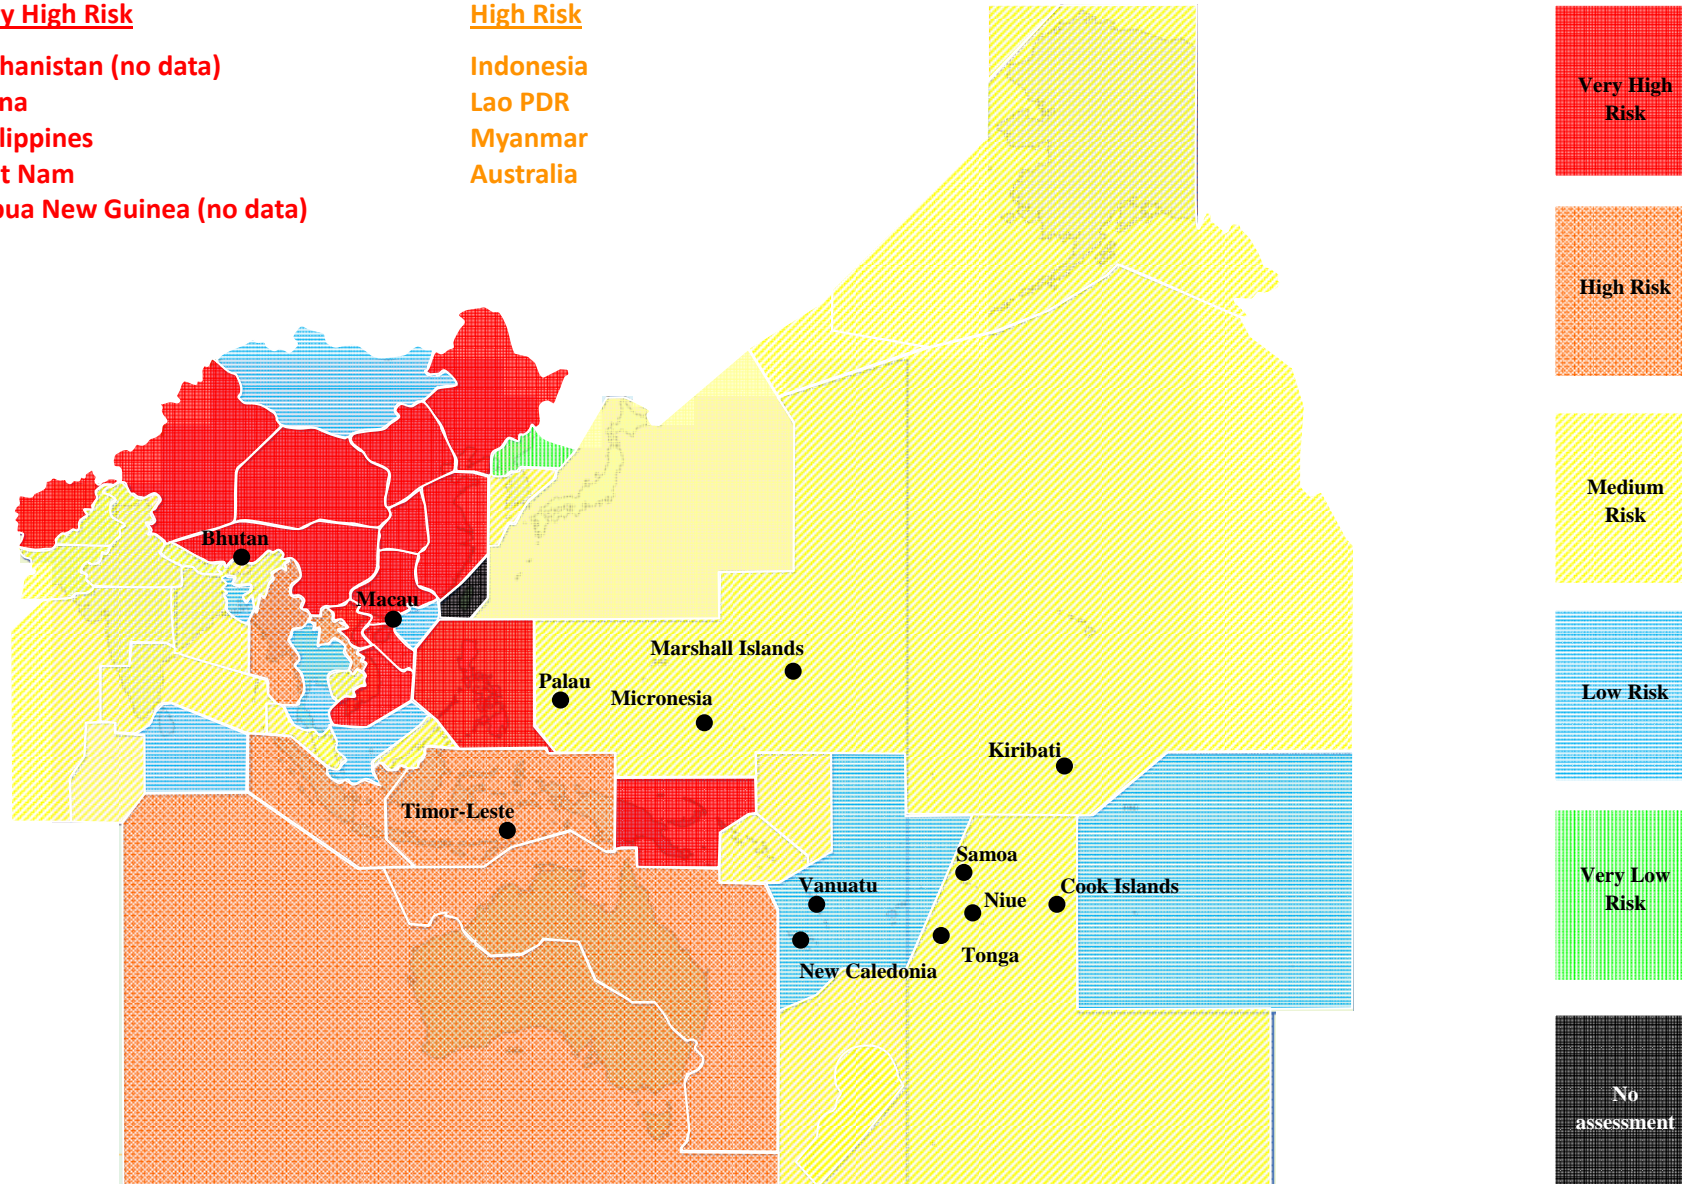 y High Risk
hanistan (no data)
na
lippines
t Nam
pua New Guinea (no data)
High Risk
Indonesia
Lao PDR
Myanmar
Australia
Very High
Risk
High Risk
Medium
Risk
Low Risk
Very Low
Risk
No
assessment
Bhutan
Macau
Marshall Islands
Palau
Micronesia
Kiribati
Timor-Leste
Samoa
Vanuatu
Cook Islands
Niue
Tonga
New Caledonia